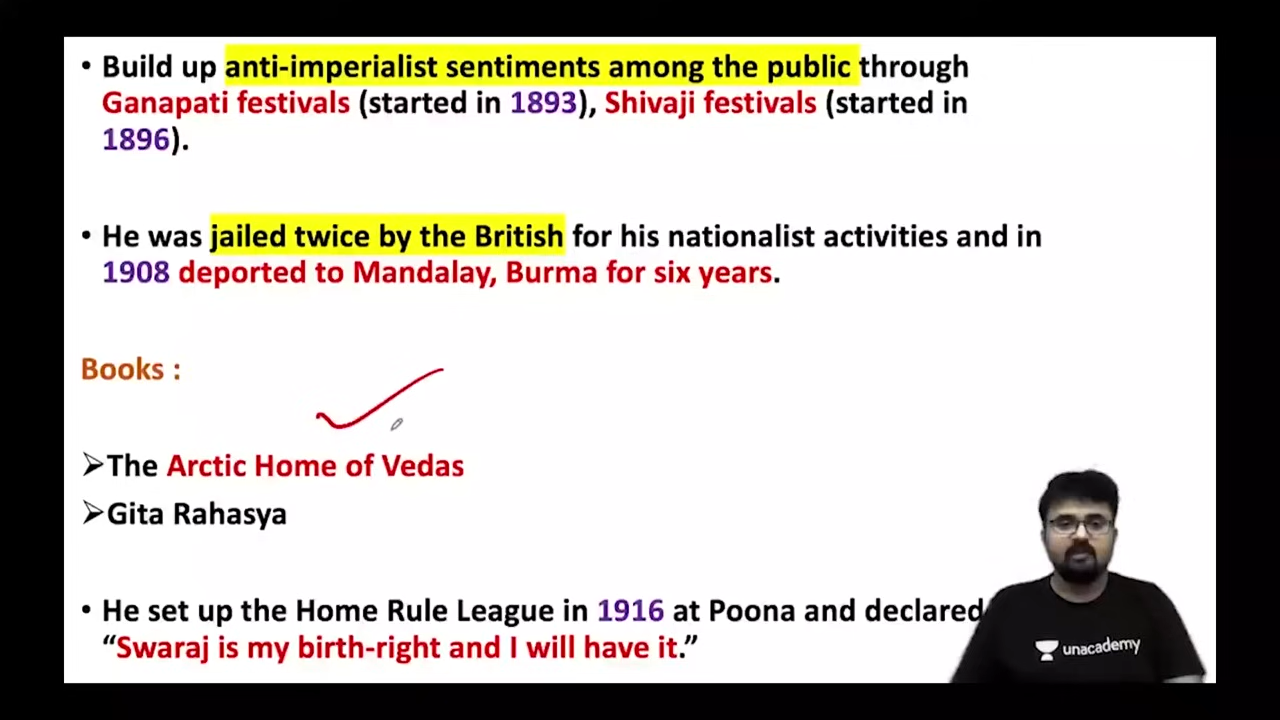 • Build up anti-imperialist sentiments among the public through
Ganapati festivals (started in 1893), Shivaji festivals (started in
1896).
• He was jailed twice by the British for his nationalist activities and in
1908 deported to Mandalay, Burma for six years.
Books :
➢The Arctic Home of Vedas
➢Gita Rahasya
• He set up the Home Rule League in 1916 at Poona and declared
“Swaraj is my birth-right and I will have it.”
unacademy